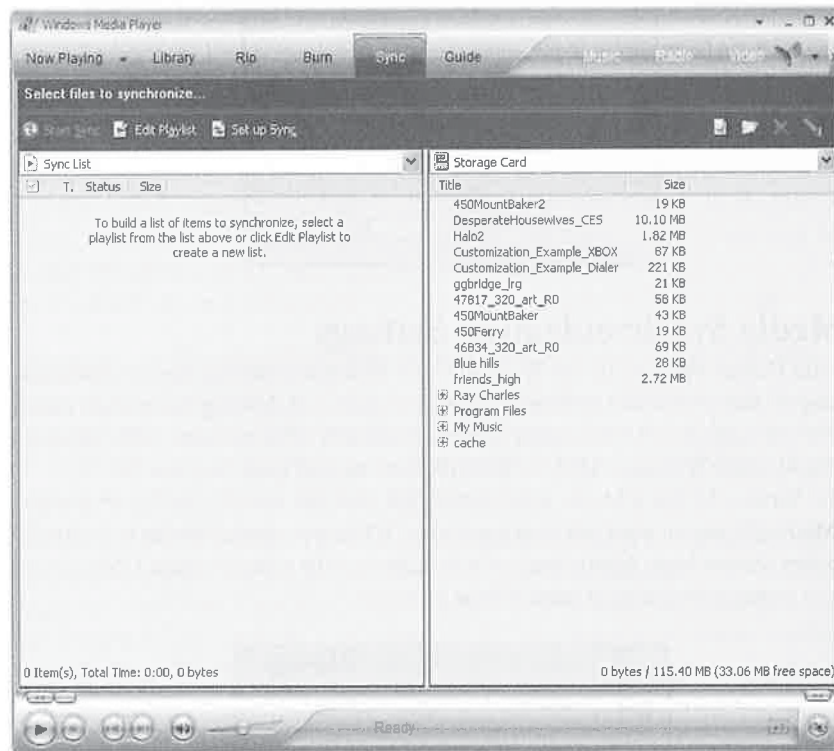 Windows Media Player
Now Playing Library Rip Burn Sync Guide Music Radio Video
Select files to synchronize...
Start Sync Edit Playlist Set up Sync
Sync List
T. Status Size
To build a list of items to synchronize, select a
playlist from the list above or click Edit Playlist to
create a new list.
0 Item(s), Total Time: 0:00, 0 bytes
Storage Card
Title Size
450MountBaker2 19 KB
DesperateHousewives_CES 10.10 MB
Halo2 1.82 MB
Customization_Example_XBOX 67 KB
Customization_Example_Dialer 221 KB
ggbridge_lrg 21 KB
47817_320_art_R0 58 KB
450MountBaker 43 KB
450Ferry 19 KB
46834_320_art_R0 69 KB
Blue hills 28 KB
friends_high 2.72 MB
Ray Charles
Program Files
My Music
cache
0 bytes / 115.40 MB (33.06 MB free space)
Ready